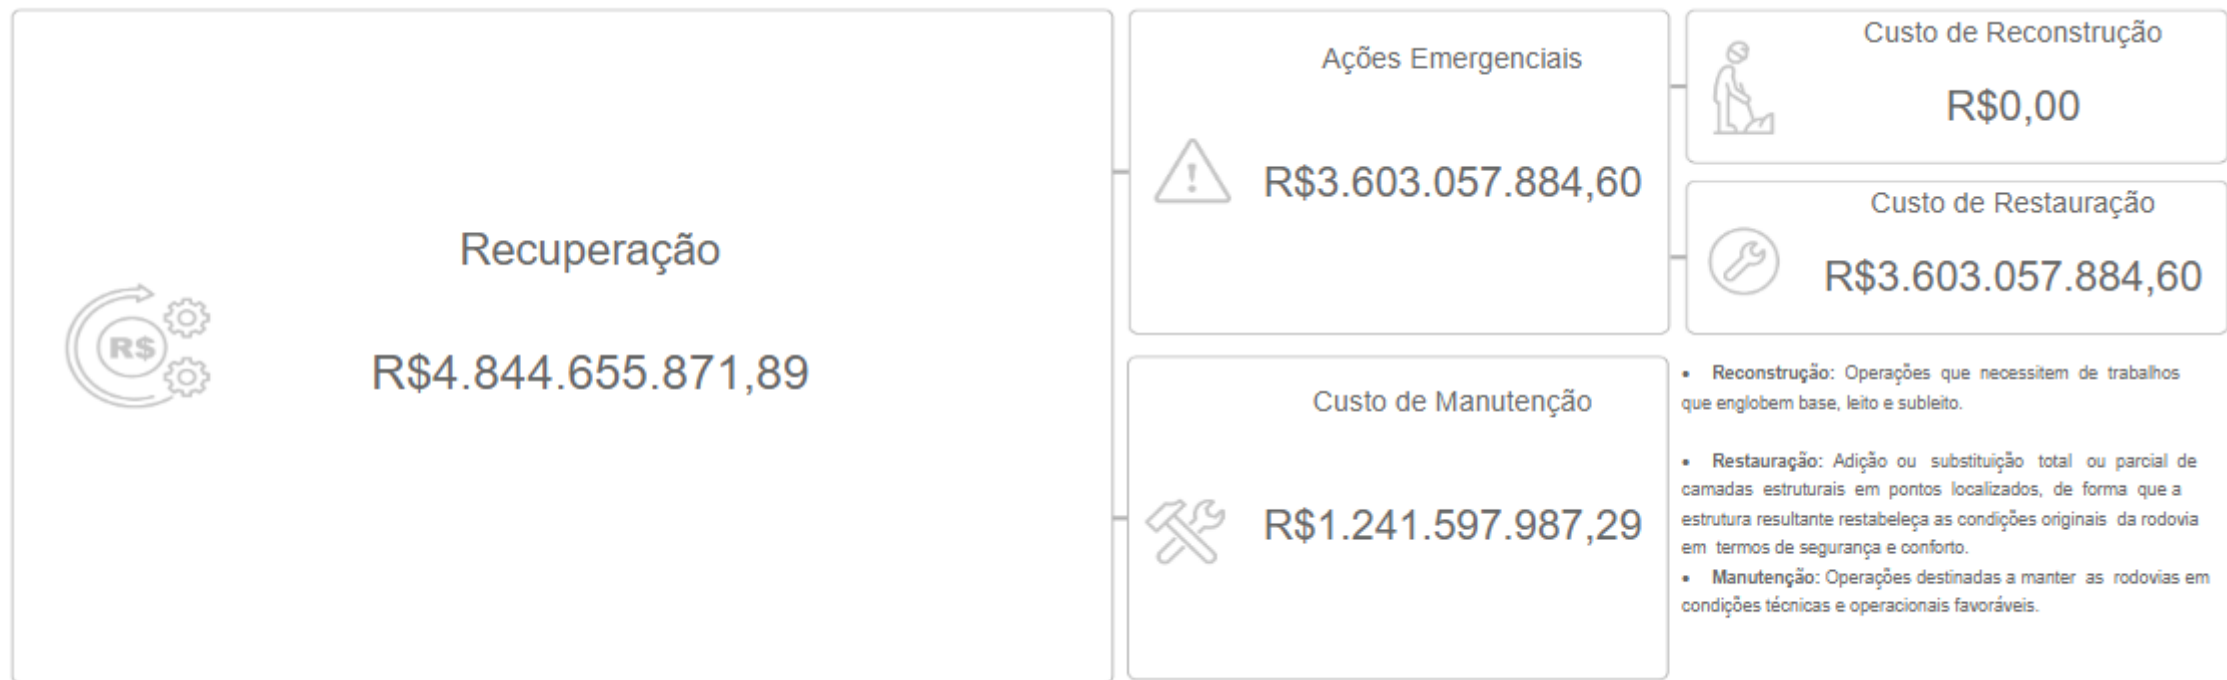 Recuperação
R$
R$4.844.655.871,89
Ações Emergenciais
!
R$3.603.057.884,60
Custo de Reconstrução
R$0,00
Custo de Restauração
R$3.603.057.884,60
Custo de Manutenção
R$1.241.597.987,29
• Reconstrução: Operações que necessitem de trabalhos
que englobem base, leito e subleito.
• Restauração: Adição ou substituição total ou parcial de
camadas estruturais em pontos localizados, de forma que a
estrutura resultante restabeleça as condições originais da rodovia
em termos de segurança e conforto.
• Manutenção: Operações destinadas a manter as rodovias em
condições técnicas e operacionais favoráveis.